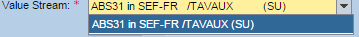 Value Stream: * ABS31 in SEF-FR /TAVAUX (SU)
ABS31 in SEF-FR /TAVAUX (SU)